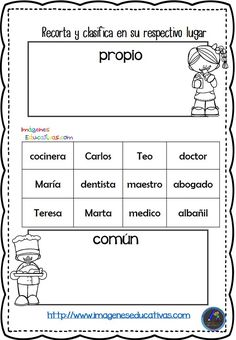 Recorta y clasifica en su respectivo lugar
propio
Imágenes
Educativas.com
cocinera Carlos Teo doctor
María dentista maestro abogado
Teresa Marta medico albañil
común
http://www.imageneseducativas.com